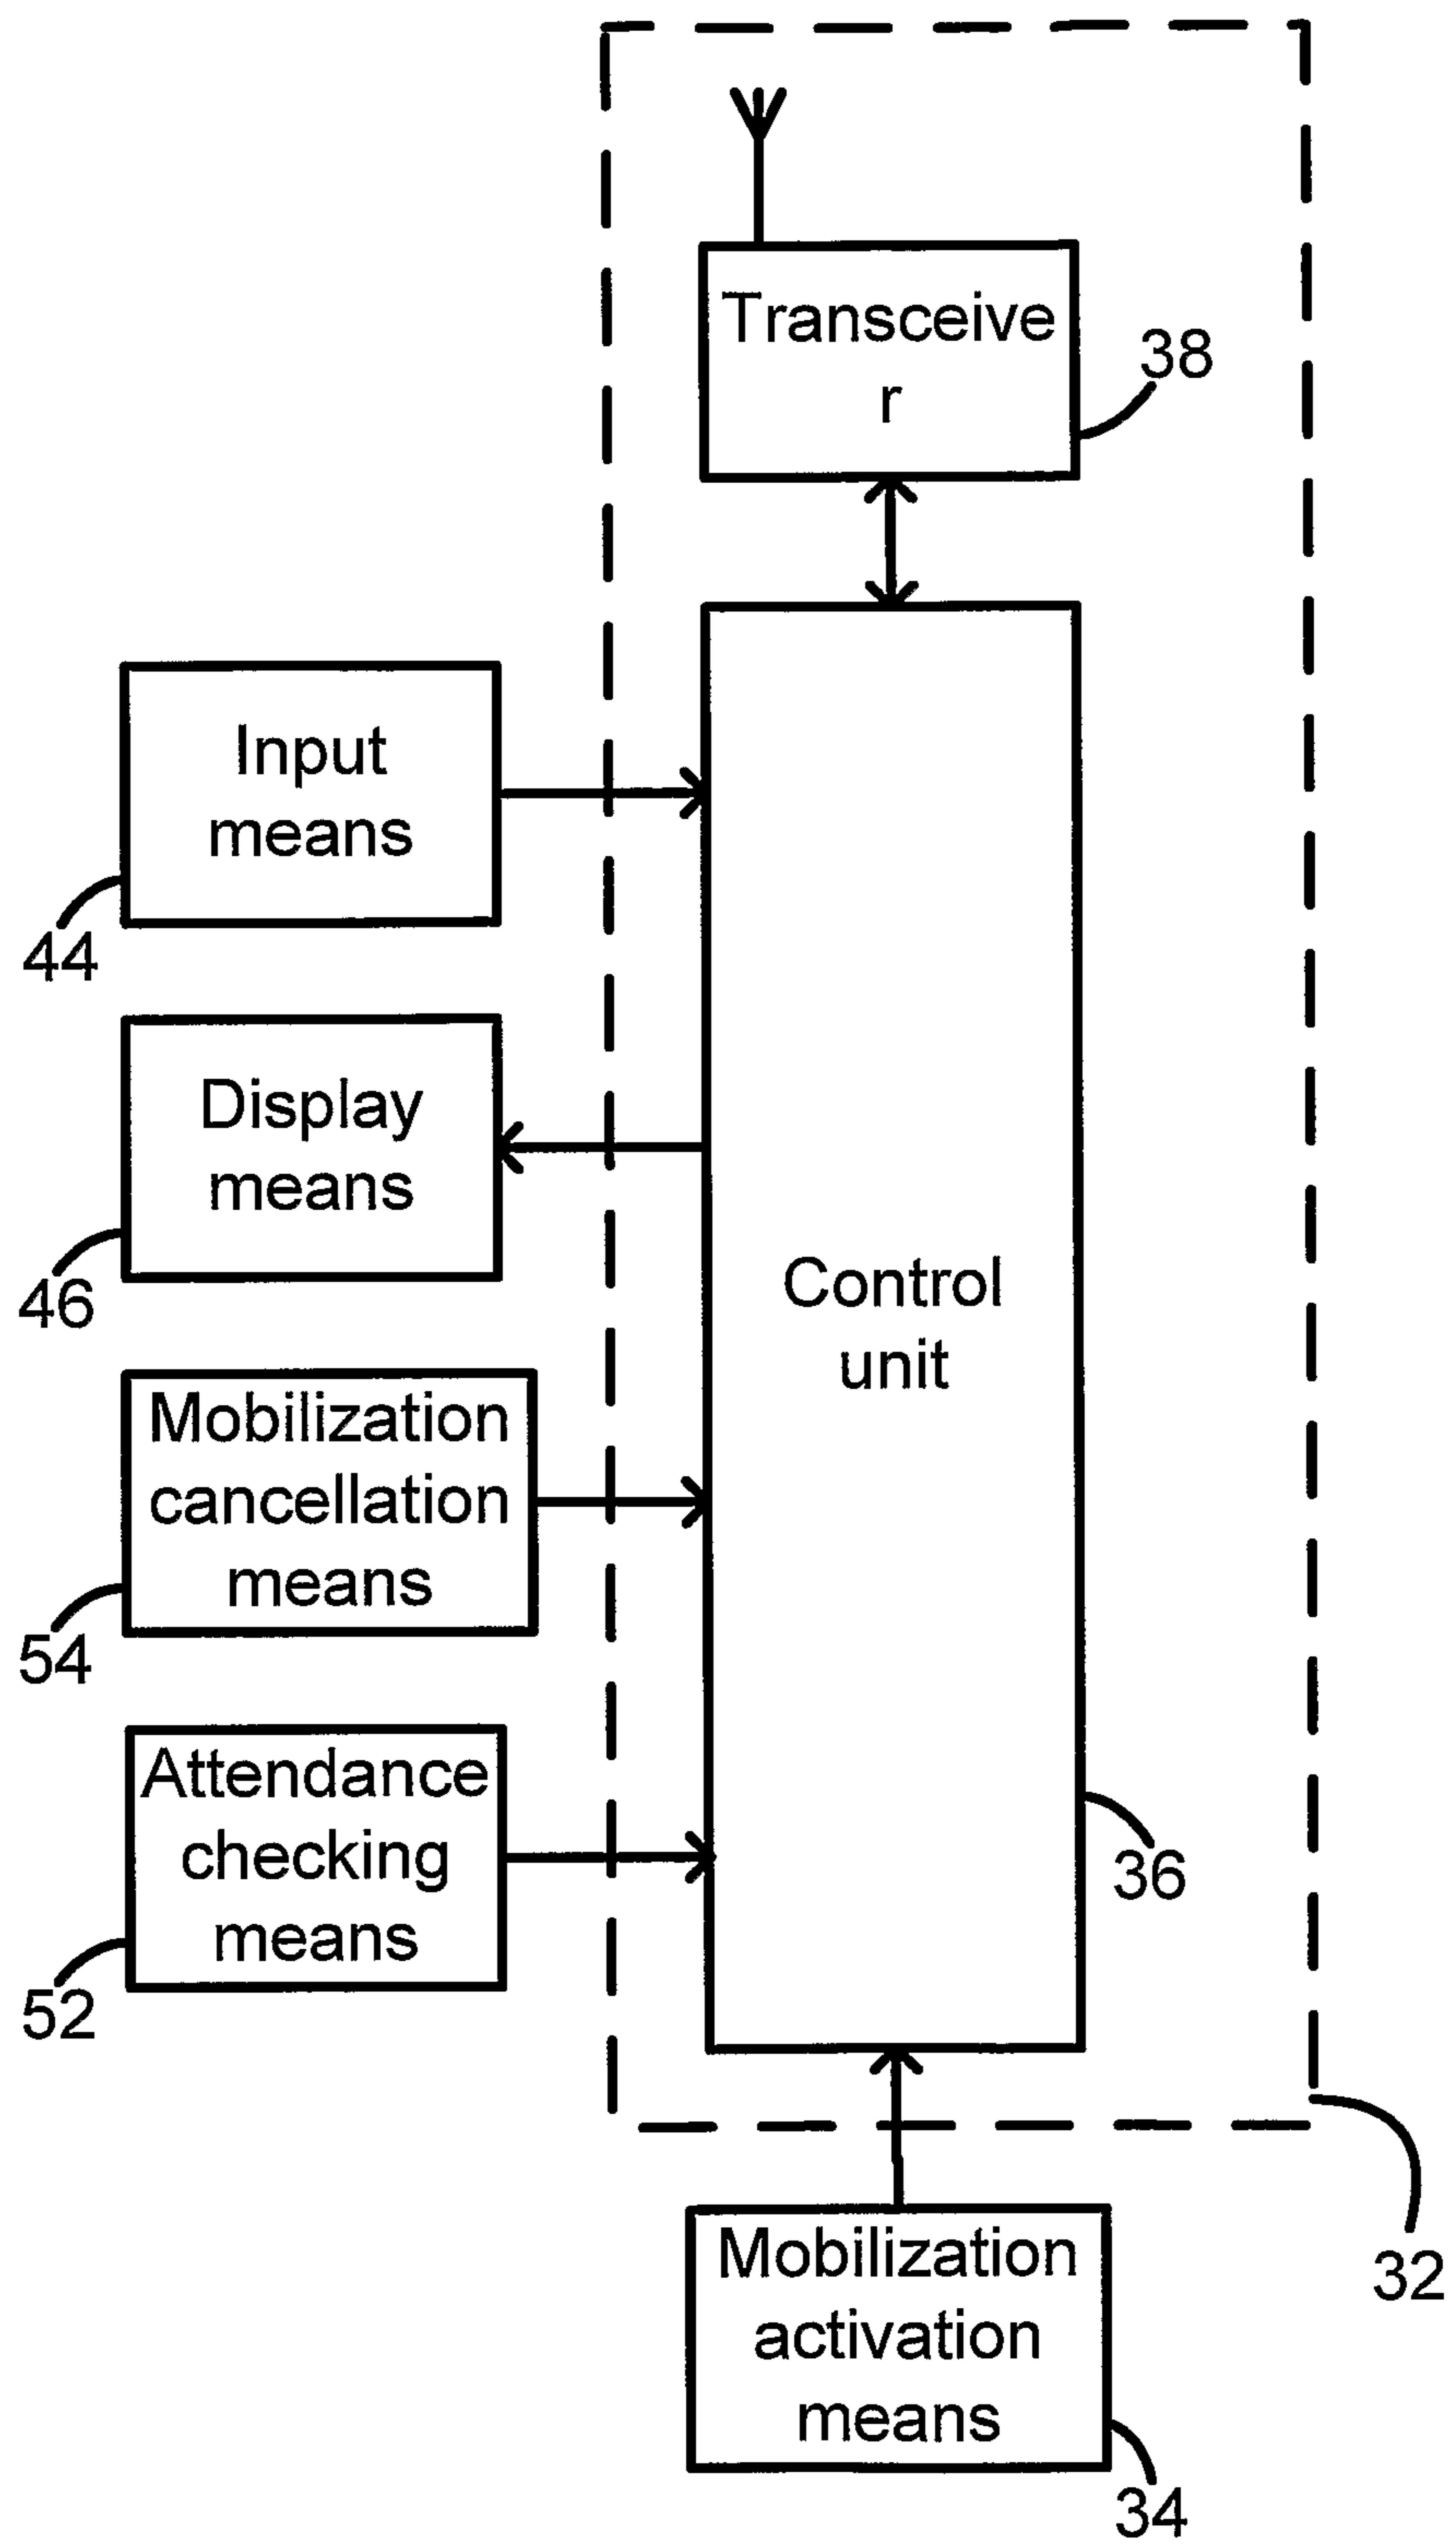 Transceive
r
38
Input
means
44
Display
means
46
Control
unit
Mobilization
cancellation
means
54
Attendance
checking
means
52
36
32
Mobilization
activation
means
34